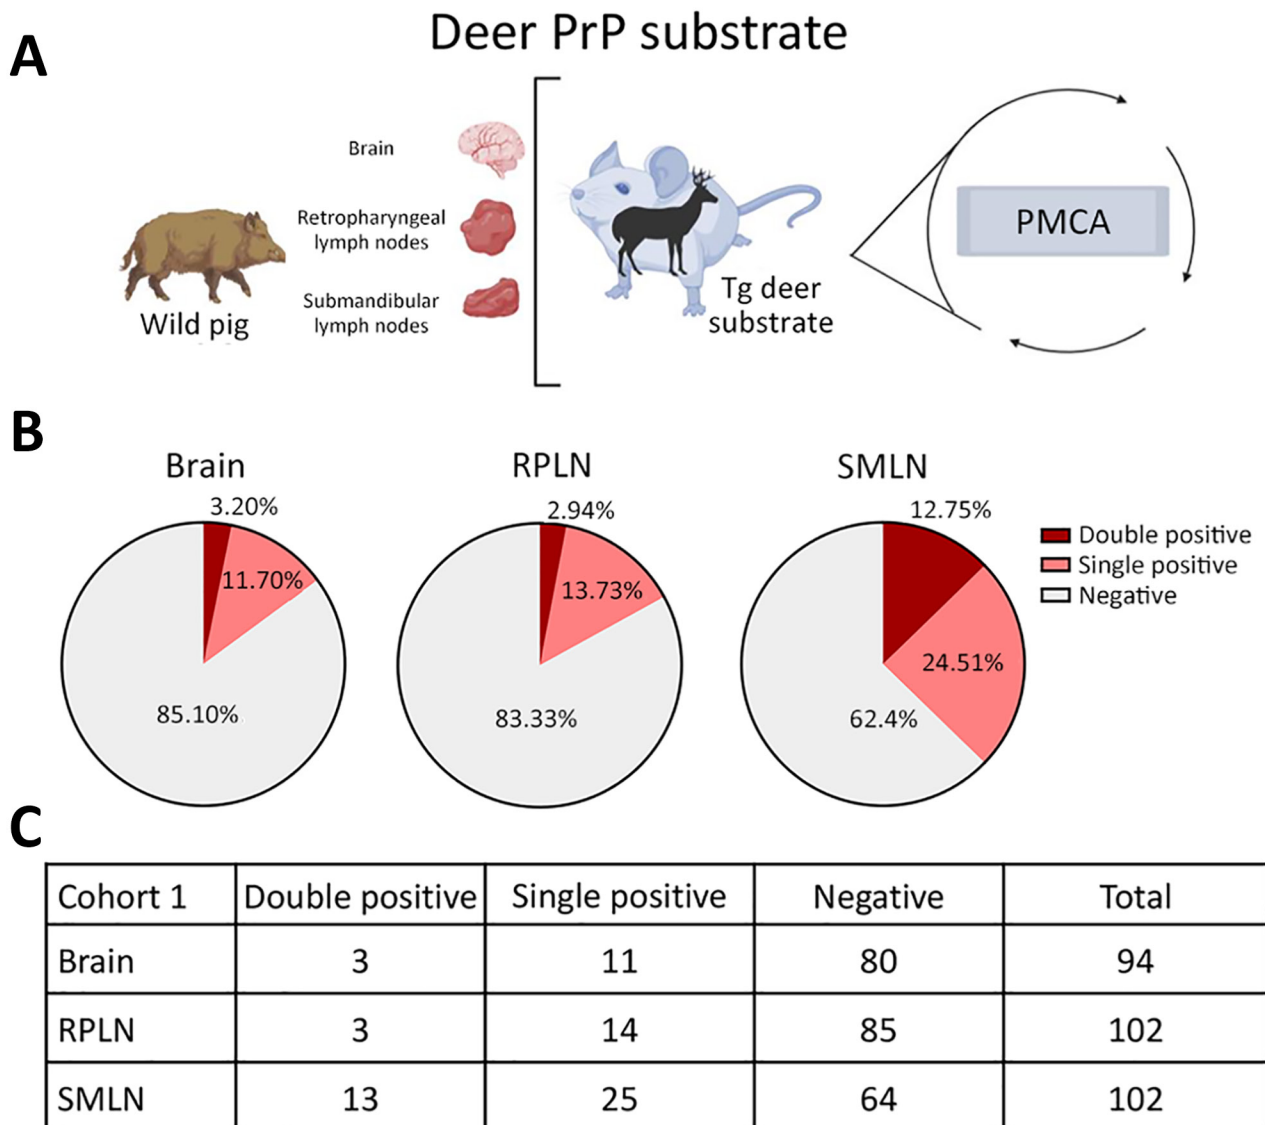 A
Deer PrP substrate
Brain
Retropharyngeal
lymph nodes
Submandibular
lymph nodes
Wild pig
Tg deer
substrate
PMCA
B
Brain
RPLN
SMLN
3.20%
11.70%
85.10%
2.94%
13.73%
83.33%
12.75%
24.51%
62.4%
Double positive
Single positive
Negative
C
Cohort 1 Double positive Single positive Negative Total
Brain 3 11 80 94
RPLN 3 14 85 102
SMLN 13 25 64 102